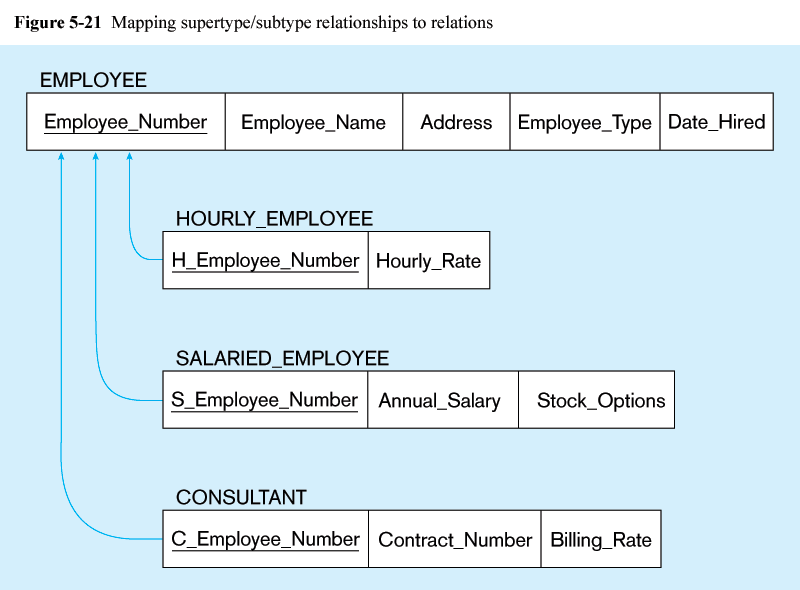 Figure 5-21 Mapping supertype/subtype relationships to relations
EMPLOYEE
Employee_Number Employee_Name Address Employee_Type Date_Hired
HOURLY_EMPLOYEE
H_Employee_Number Hourly_Rate
SALARIED_EMPLOYEE
S_Employee_Number Annual_Salary Stock_Options
CONSULTANT
C_Employee_Number Contract_Number Billing_Rate